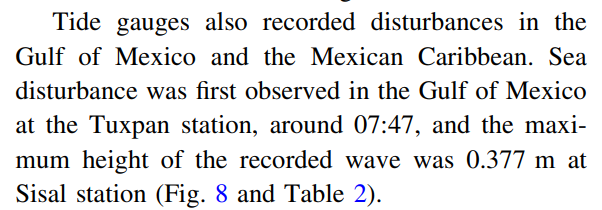 Tide gauges also recorded disturbances in the
Gulf of Mexico and the Mexican Caribbean. Sea
disturbance was first observed in the Gulf of Mexico
at the Tuxpan station, around 07:47, and the maxi-
mum height of the recorded wave was 0.377 m at
Sisal station (Fig. 8 and Table 2).